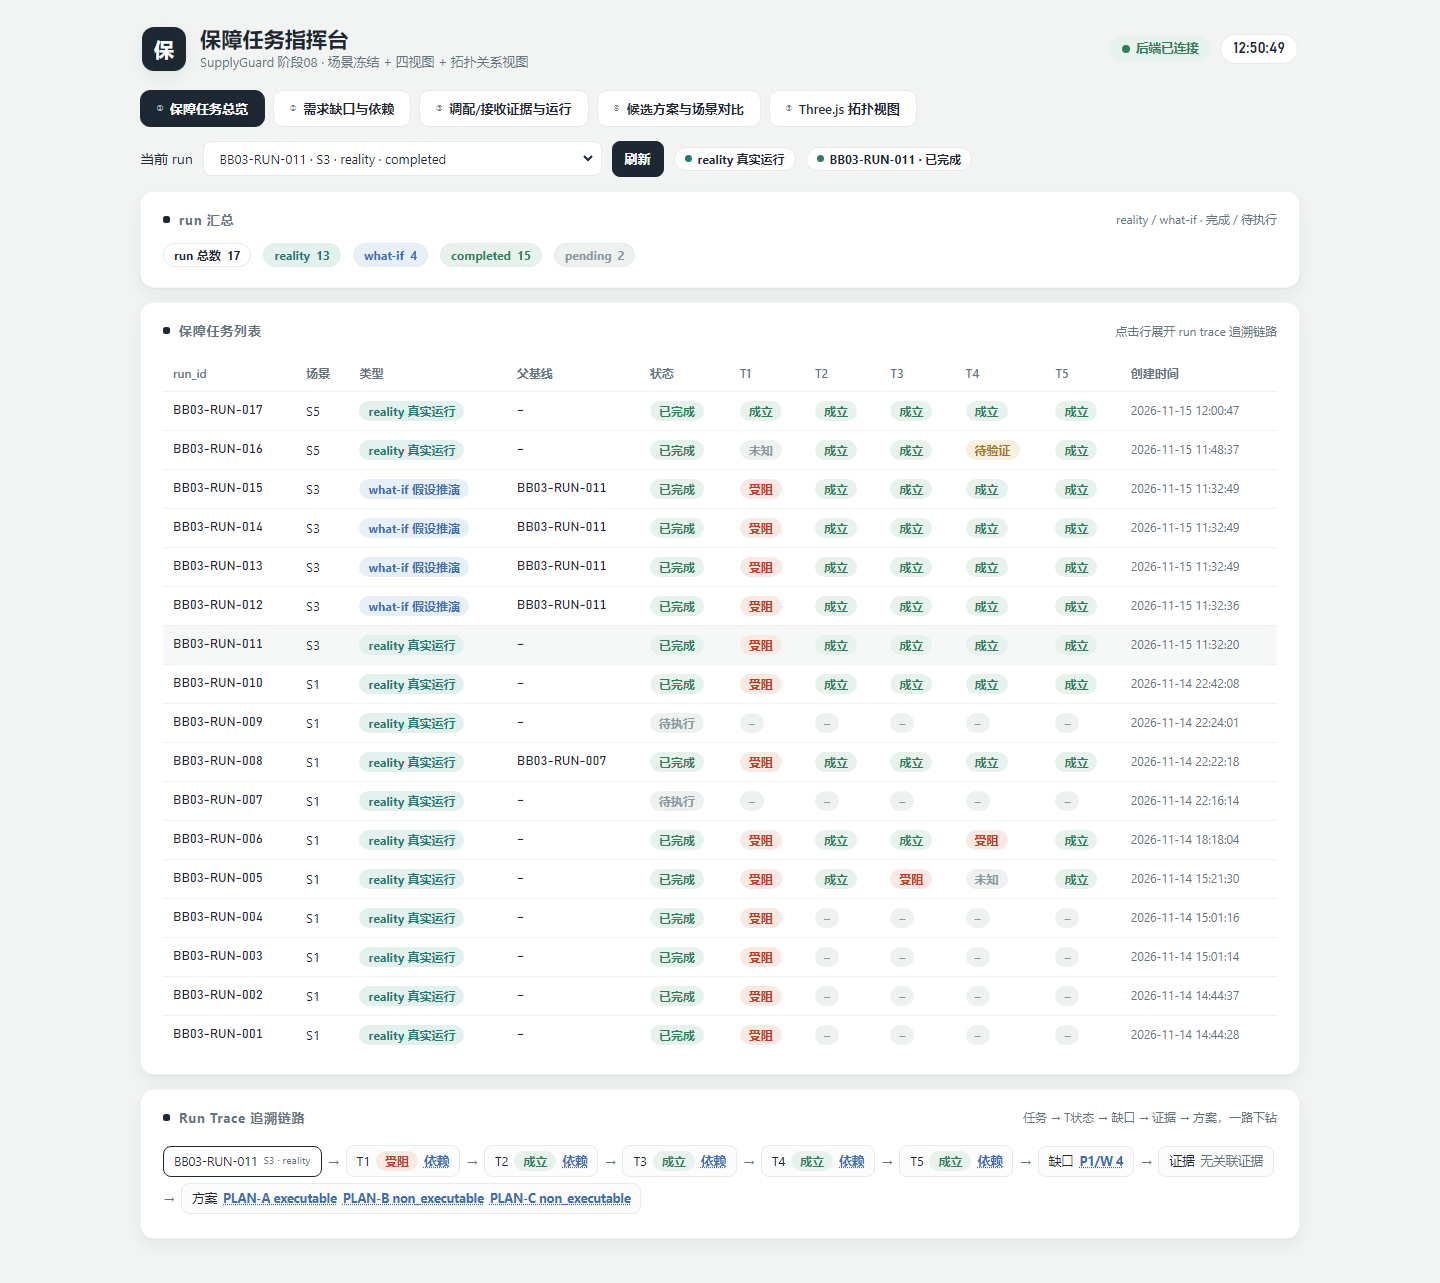 保
保障任务指挥台
SupplyGuard 阶段08 · 场景冻结 + 四视图 + 拓扑关系视图
后端已连接
12:50:49
保障任务总览
需求缺口与依赖
调配/接收证据与运行
候选方案与场景对比
Three.js 拓扑视图
当前 run BB03-RUN-011 · S3 · reality · completed 刷新 reality 真实运行 BB03-RUN-011 · 已完成
run 汇总
reality / what-if · 完成 / 待执行
run 总数 17 reality 13 what-if 4 completed 15 pending 2
保障任务列表
点击行展开 run trace 追溯链路
run_id 场景 类型 父基线 状态 T1 T2 T3 T4 T5 创建时间
BB03-RUN-017 S5 reality 真实运行 – 已完成 成立 成立 成立 成立 成立 2026-11-15 12:00:47
BB03-RUN-016 S5 reality 真实运行 – 已完成 未知 成立 成立 待验证 成立 2026-11-15 11:48:37
BB03-RUN-015 S3 what-if 假设推演 BB03-RUN-011 已完成 受阻 成立 成立 成立 成立 2026-11-15 11:32:49
BB03-RUN-014 S3 what-if 假设推演 BB03-RUN-011 已完成 受阻 成立 成立 成立 成立 2026-11-15 11:32:49
BB03-RUN-013 S3 what-if 假设推演 BB03-RUN-011 已完成 受阻 成立 成立 成立 成立 2026-11-15 11:32:49
BB03-RUN-012 S3 what-if 假设推演 BB03-RUN-011 已完成 受阻 成立 成立 成立 成立 2026-11-15 11:32:36
BB03-RUN-011 S3 reality 真实运行 – 已完成 受阻 成立 成立 成立 成立 2026-11-15 11:32:20
BB03-RUN-010 S1 reality 真实运行 – 已完成 受阻 成立 成立 成立 成立 2026-11-14 22:42:08
BB03-RUN-009 S1 reality 真实运行 – 待执行 – – – – – 2026-11-14 22:24:01
BB03-RUN-008 S1 reality 真实运行 BB03-RUN-007 已完成 受阻 成立 成立 成立 成立 2026-11-14 22:22:18
BB03-RUN-007 S1 reality 真实运行 – 待执行 – – – – – 2026-11-14 22:16:14
BB03-RUN-006 S1 reality 真实运行 – 已完成 受阻 成立 成立 受阻 成立 2026-11-14 18:18:04
BB03-RUN-005 S1 reality 真实运行 – 已完成 受阻 成立 受阻 未知 成立 2026-11-14 15:21:30
BB03-RUN-004 S1 reality 真实运行 – 已完成 受阻 – – – – 2026-11-14 15:01:16
BB03-RUN-003 S1 reality 真实运行 – 已完成 受阻 – – – – 2026-11-14 15:01:14
BB03-RUN-002 S1 reality 真实运行 – 已完成 受阻 – – – – 2026-11-14 14:44:37
BB03-RUN-001 S1 reality 真实运行 – 已完成 受阻 – – – – 2026-11-14 14:44:28
Run Trace 追溯链路
任务 → T状态 → 缺口 → 证据 → 方案，一路下钻
BB03-RUN-011 S3 · reality → T1 受阻 依赖 → T2 成立 依赖 → T3 成立 依赖 → T4 成立 依赖 → T5 成立 依赖 → 缺口 P1/W 4 → 证据 无关联证据
→ 方案 PLAN-A executable PLAN-B non_executable PLAN-C non_executable